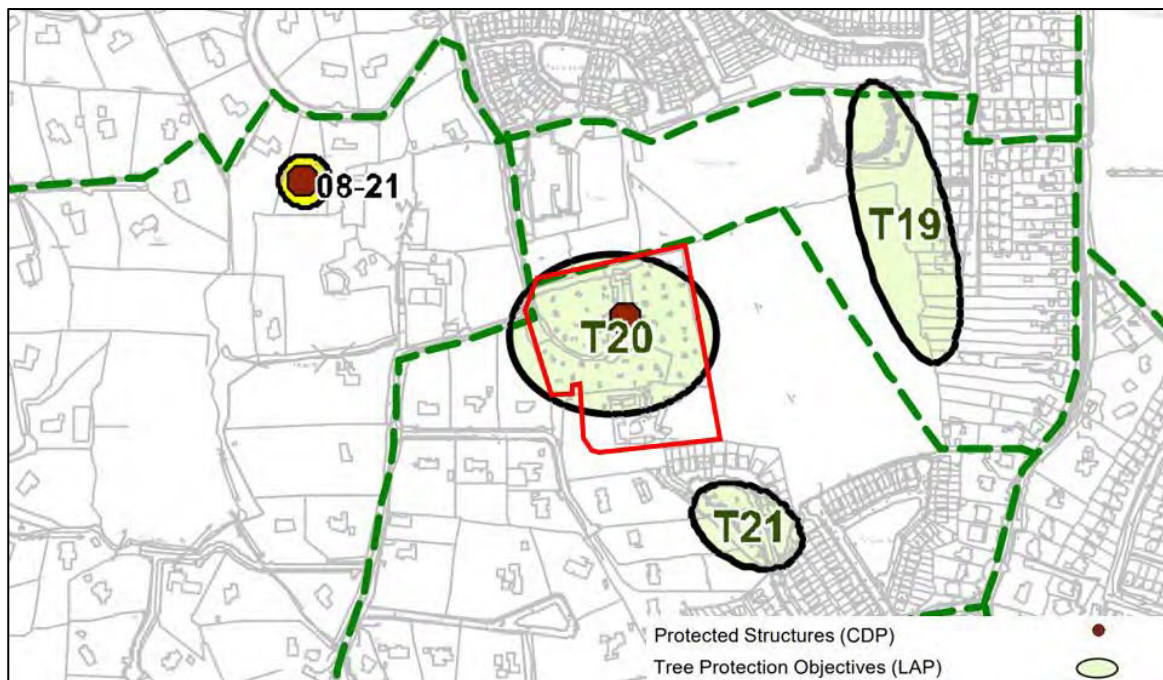 08-21
T19
T20
T21
Protected Structures (CDP)
Tree Protection Objectives (LAP)